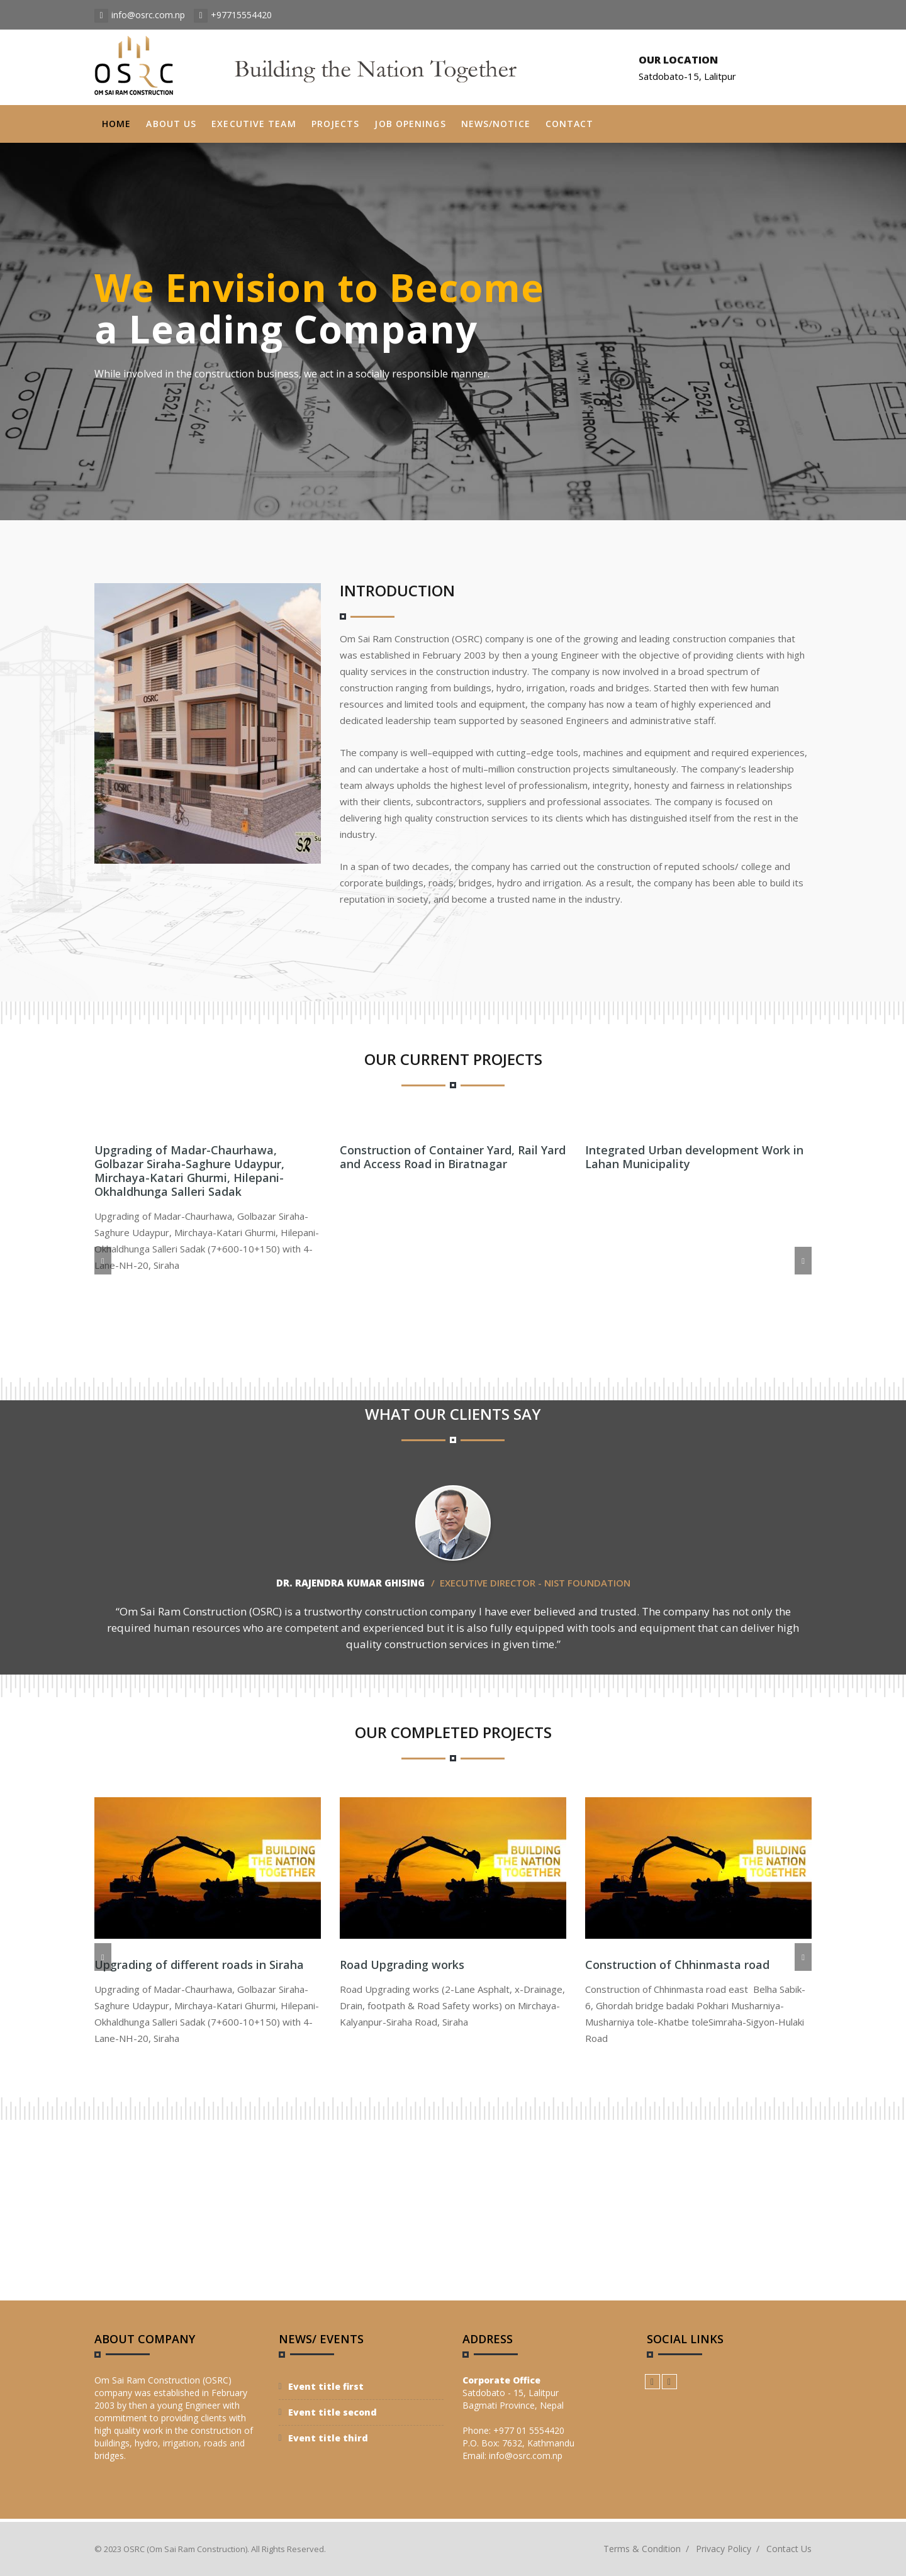 info@osrc.com.np +97715554420
OSRC
OM SAI RAM CONSTRUCTION
Building the Nation Together
OUR LOCATION
Satdobato-15, Lalitpur
HOME ABOUT US EXECUTIVE TEAM PROJECTS JOB OPENINGS NEWS/NOTICE CONTACT
We Envision to Become
a Leading Company
While involved in the construction business, we act in a socially responsible manner.
INTRODUCTION
Om Sai Ram Construction (OSRC) company is one of the growing and leading construction companies that
was established in February 2003 by then a young Engineer with the objective of providing clients with high
quality services in the construction industry. The company is now involved in a broad spectrum of
construction ranging from buildings, hydro, irrigation, roads and bridges. Started then with few human
resources and limited tools and equipment, the company has now a team of highly experienced and
dedicated leadership team supported by seasoned Engineers and administrative staff.
The company is well–equipped with cutting–edge tools, machines and equipment and required experiences,
and can undertake a host of multi–million construction projects simultaneously. The company's leadership
team always upholds the highest level of professionalism, integrity, honesty and fairness in relationships
with their clients, subcontractors, suppliers and professional associates. The company is focused on
delivering high quality construction services to its clients which has distinguished itself from the rest in the
industry.
In a span of two decades, the company has carried out the construction of reputed schools/ college and
corporate buildings, roads, bridges, hydro and irrigation. As a result, the company has been able to build its
reputation in society, and become a trusted name in the industry.
OUR CURRENT PROJECTS
Upgrading of Madar-Chaurhawa,
Golbazar Siraha-Saghure Udaypur,
Mirchaya-Katari Ghurmi, Hilepani-
Okhaldhunga Salleri Sadak
Upgrading of Madar-Chaurhawa, Golbazar Siraha-
Saghure Udaypur, Mirchaya-Katari Ghurmi, Hilepani-
Okhaldhunga Salleri Sadak (7+600-10+150) with 4-
Lane-NH-20, Siraha
Construction of Container Yard, Rail Yard
and Access Road in Biratnagar
Integrated Urban development Work in
Lahan Municipality
WHAT OUR CLIENTS SAY
DR. RAJENDRA KUMAR GHISING / EXECUTIVE DIRECTOR - NIST FOUNDATION
“Om Sai Ram Construction (OSRC) is a trustworthy construction company I have ever believed and trusted. The company has not only the
required human resources who are competent and experienced but it is also fully equipped with tools and equipment that can deliver high
quality construction services in given time.”
OUR COMPLETED PROJECTS
BUILDING
THE NATION
TOGETHER
Upgrading of different roads in Siraha
Upgrading of Madar-Chaurhawa, Golbazar Siraha-
Saghure Udaypur, Mirchaya-Katari Ghurmi, Hilepani-
Okhaldhunga Salleri Sadak (7+600-10+150) with 4-
Lane-NH-20, Siraha
BUILDING
THE NATION
TOGETHER
Road Upgrading works
Road Upgrading works (2-Lane Asphalt, x-Drainage,
Drain, footpath & Road Safety works) on Mirchaya-
Kalyanpur-Siraha Road, Siraha
BUILDING
THE NATION
TOGETHER
Construction of Chhinmasta road
Construction of Chhinmasta road east Belha Sabik-
6, Ghordah bridge badaki Pokhari Musharniya-
Musharniya tole-Khatbe toleSimraha-Sigyon-Hulaki
Road
ABOUT COMPANY
Om Sai Ram Construction (OSRC)
company was established in February
2003 by then a young Engineer with
commitment to providing clients with
high quality work in the construction of
buildings, hydro, irrigation, roads and
bridges.
NEWS/ EVENTS
Event title first
Event title second
Event title third
ADDRESS
Corporate Office
Satdobato - 15, Lalitpur
Bagmati Province, Nepal
Phone: +977 01 5554420
P.O. Box: 7632, Kathmandu
Email: info@osrc.com.np
SOCIAL LINKS
© 2023 OSRC (Om Sai Ram Construction). All Rights Reserved.
Terms & Condition / Privacy Policy / Contact Us